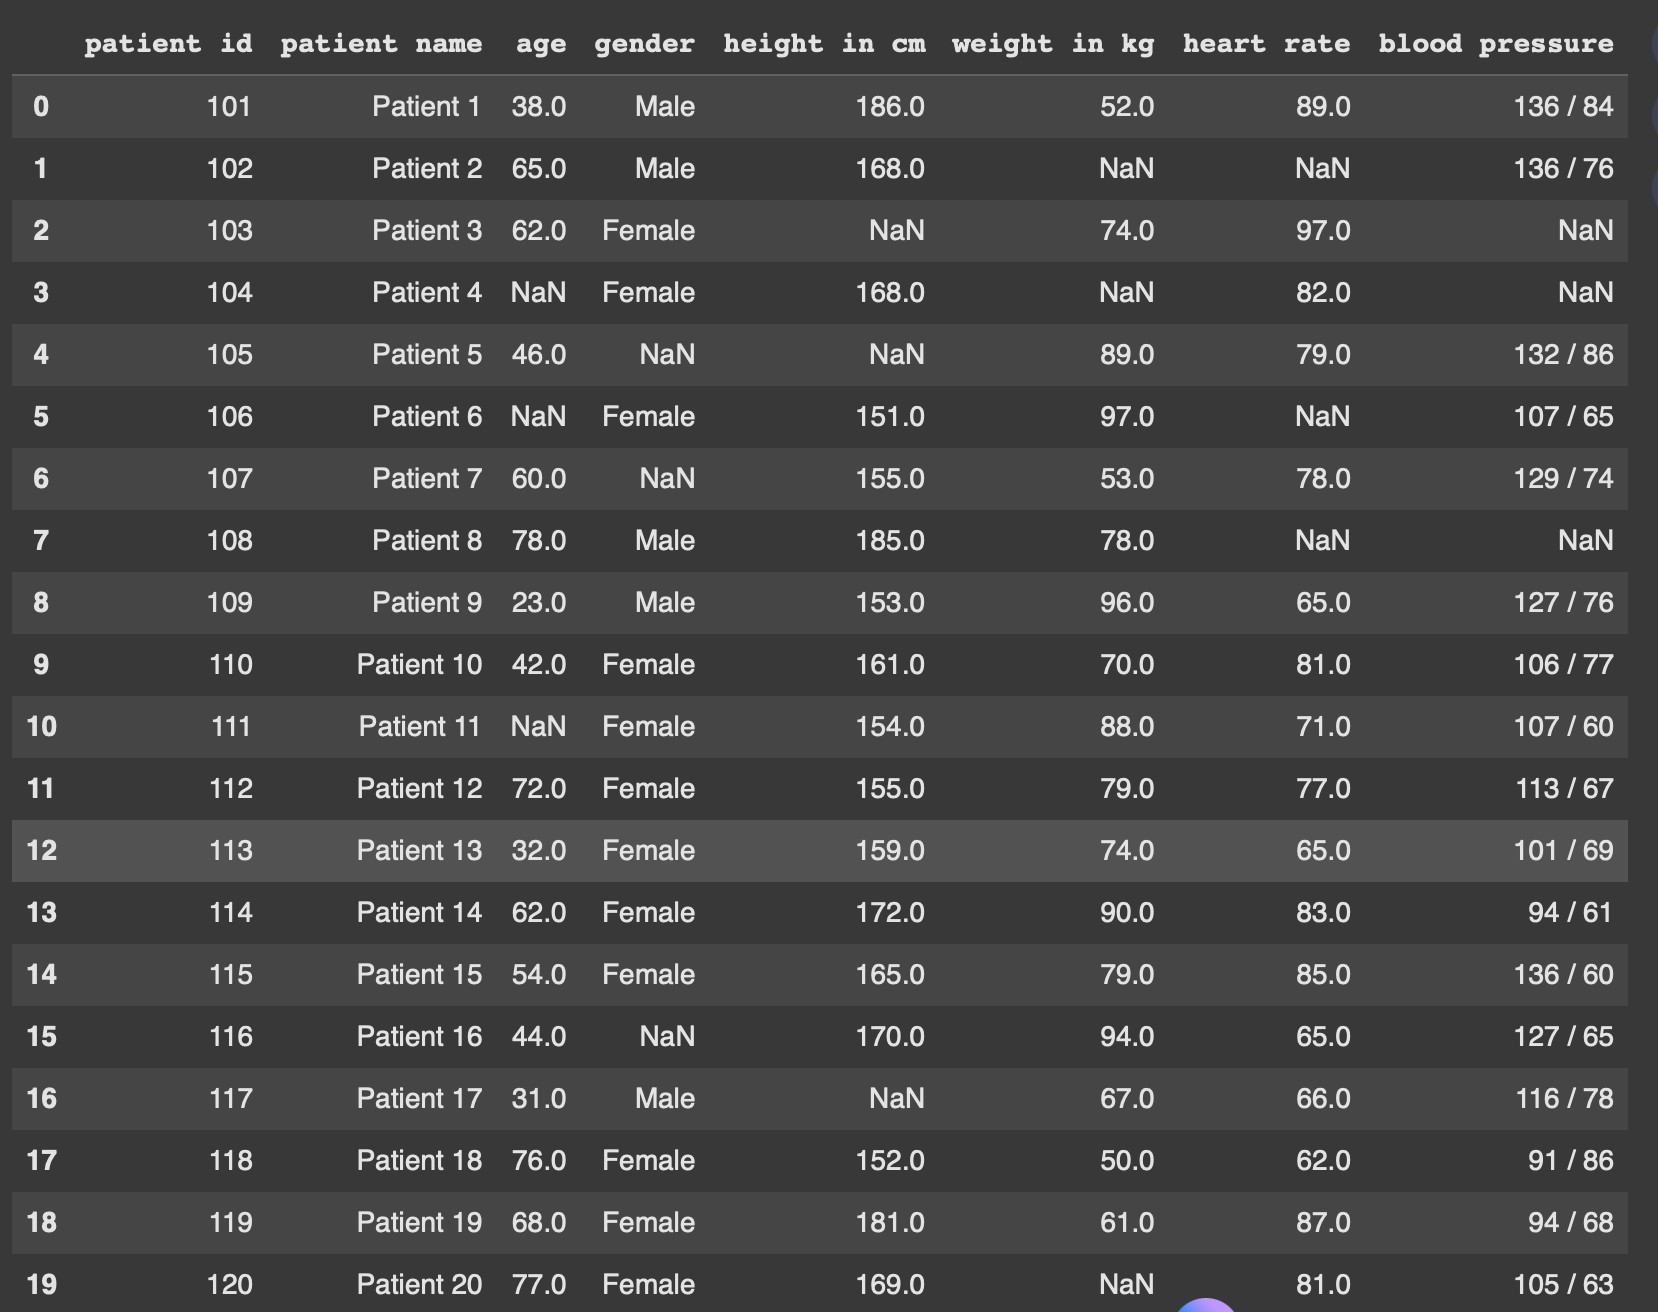 patient id patient name age gender height in cm weight in kg heart rate blood pressure
0 101 Patient 1 38.0 Male 186.0 52.0 89.0 136 / 84
1 102 Patient 2 65.0 Male 168.0 NaN NaN 136 / 76
2 103 Patient 3 62.0 Female NaN 74.0 97.0 NaN
3 104 Patient 4 NaN Female 168.0 NaN 82.0 NaN
4 105 Patient 5 46.0 NaN NaN 89.0 79.0 132 / 86
5 106 Patient 6 NaN Female 151.0 97.0 NaN 107 / 65
6 107 Patient 7 60.0 NaN 155.0 53.0 78.0 129 / 74
7 108 Patient 8 78.0 Male 185.0 78.0 NaN NaN
8 109 Patient 9 23.0 Male 153.0 96.0 65.0 127 / 76
9 110 Patient 10 42.0 Female 161.0 70.0 81.0 106 / 77
10 111 Patient 11 NaN Female 154.0 88.0 71.0 107 / 60
11 112 Patient 12 72.0 Female 155.0 79.0 77.0 113 / 67
12 113 Patient 13 32.0 Female 159.0 74.0 65.0 101 / 69
13 114 Patient 14 62.0 Female 172.0 90.0 83.0 94 / 61
14 115 Patient 15 54.0 Female 165.0 79.0 85.0 136 / 60
15 116 Patient 16 44.0 NaN 170.0 94.0 65.0 127 / 65
16 117 Patient 17 31.0 Male NaN 67.0 66.0 116 / 78
17 118 Patient 18 76.0 Female 152.0 50.0 62.0 91 / 86
18 119 Patient 19 68.0 Female 181.0 61.0 87.0 94 / 68
19 120 Patient 20 77.0 Female 169.0 NaN 81.0 105 / 63